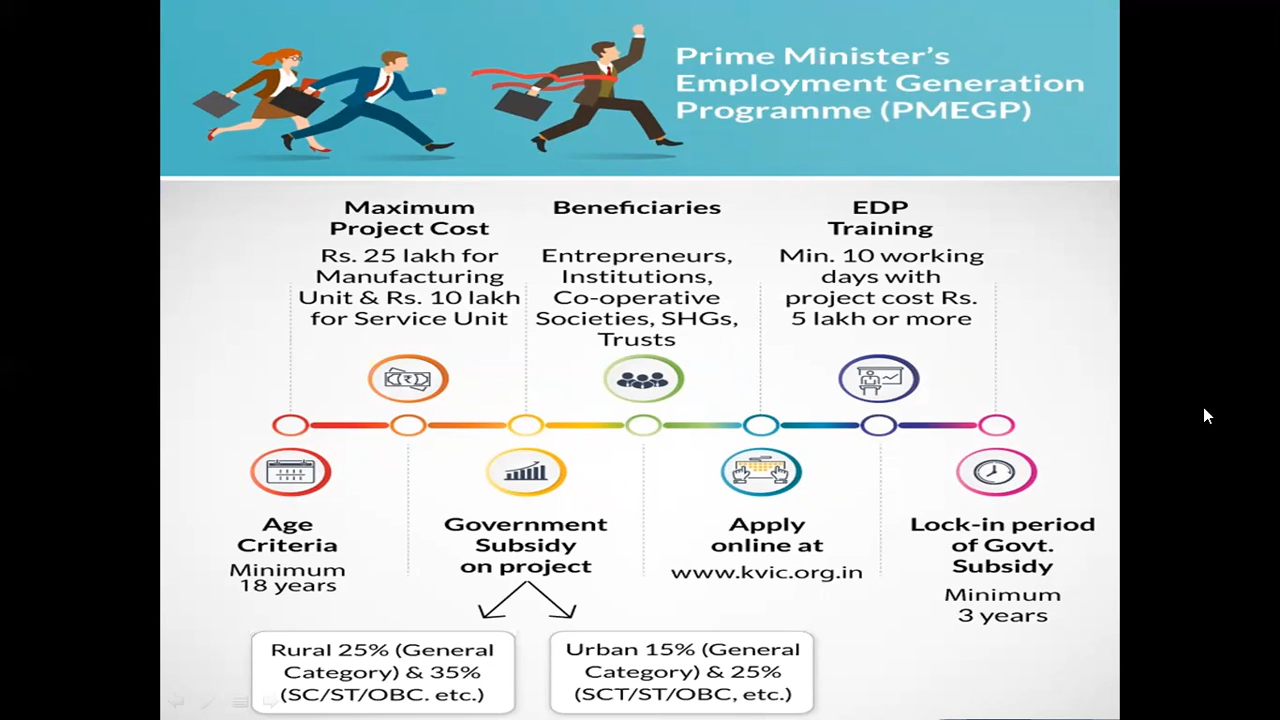 Prime Minister's
Employment Generation
Programme (PMEGP)
Maximum
Project Cost
Rs. 25 lakh for
Manufacturing
Unit & Rs. 10 lakh
for Service Unit
Beneficiaries
Entrepreneurs,
Institutions,
Co-operative
Societies, SHGs,
Trusts
EDP
Training
Min. 10 working
days with
project cost Rs.
5 lakh or more
Age
Criteria
Minimum
18 years
Government
Subsidy
on project
Apply
online at
www.kvic.org.in
Lock-in period
of Govt.
Subsidy
Minimum
3 years
Rural 25% (General
Category) & 35%
(SC/ST/OBC. etc.)
Urban 15% (General
Category) & 25%
(SCT/ST/OBC, etc.)